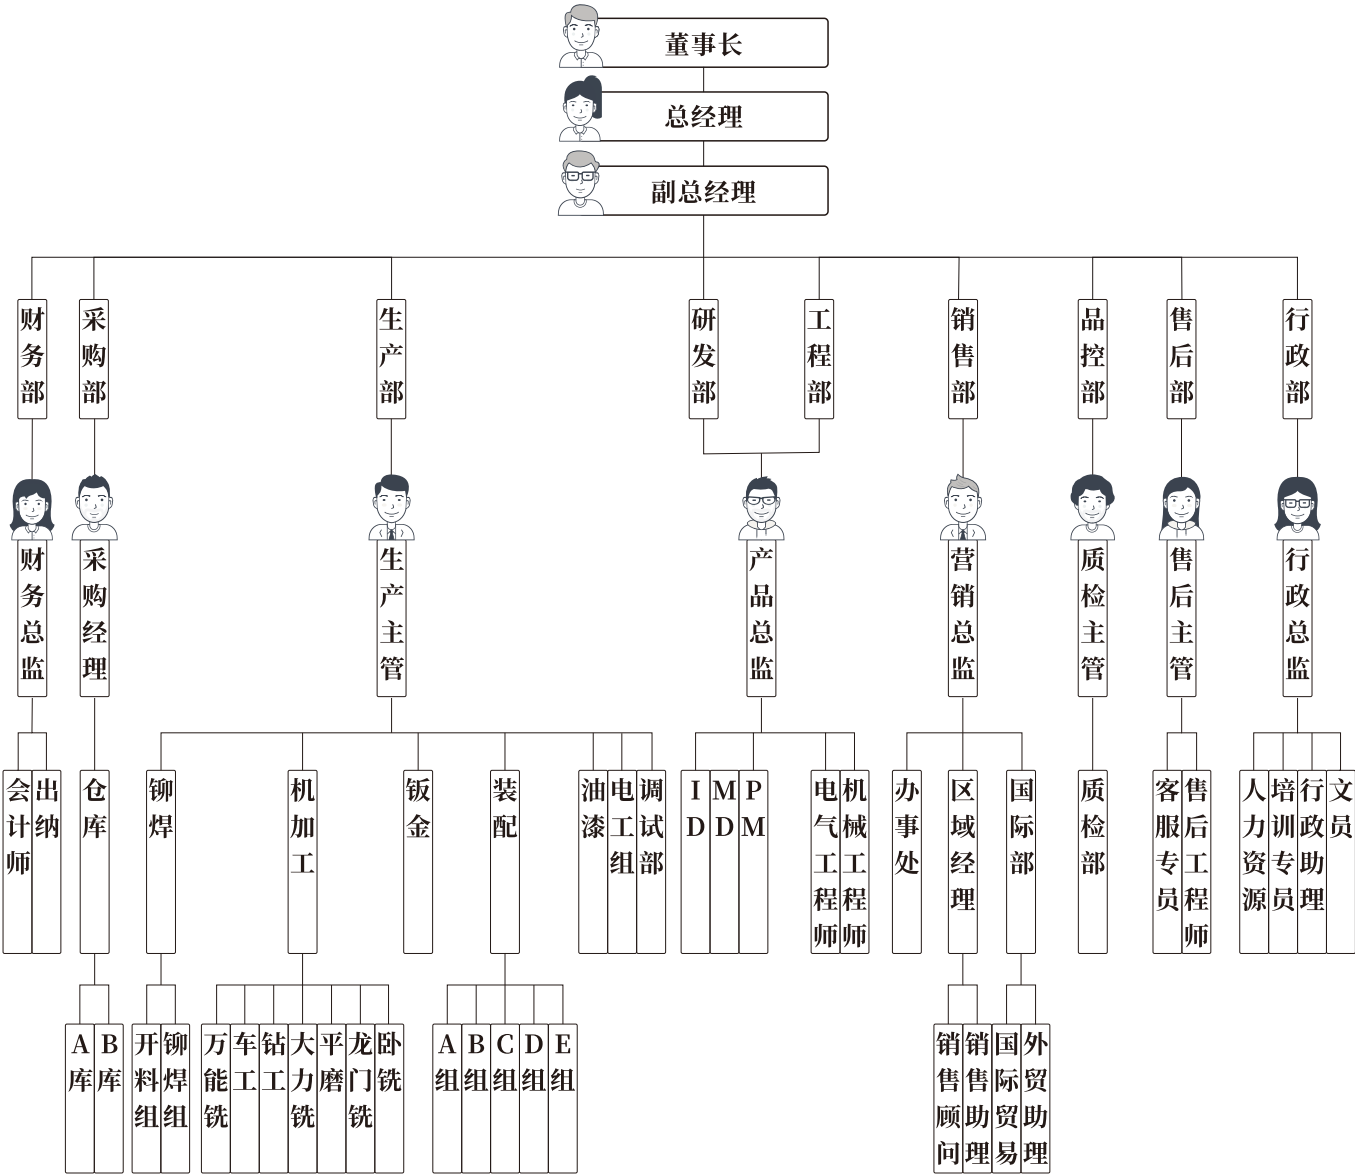 董事长
总经理
副总经理
财务部
采购部
生产部
研发部
工程部
销售部
品控部
售后部
行政部
财务总监
采购经理
生产主管
产品总监
营销总监
质检主管
售后主管
行政总监
会计师
出纳
仓库
铆焊
机加工
钣金
装配
油漆
电工组
调试部
ID
MD
PM
电气工程师
机械工程师
办事处
区域经理
国际部
质检部
客服专员
售后工程师
人力资源
培训专员
行政助理
文员
A库
B库
开料组
铆焊组
万能铣
车工
钻工
大力铣
平磨
龙门铣
卧铣
A组
B组
C组
D组
E组
销售顾问
销售助理
国际贸易
外贸助理